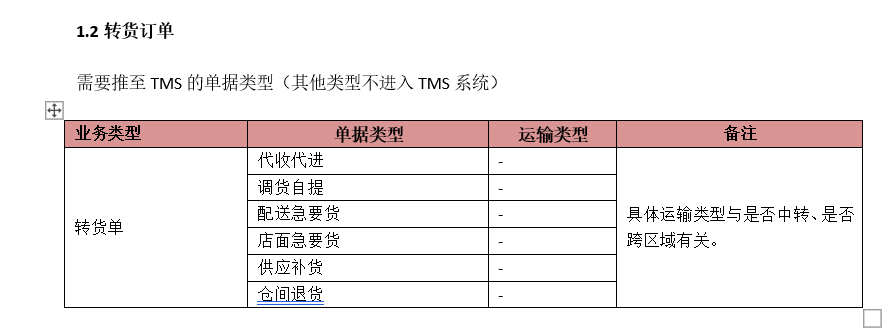 1.2 转货订单
需要推至 TMS 的单据类型（其他类型不进入 TMS 系统）
业务类型 单据类型 运输类型 备注
转货单
代收代进 -
调货自提 -
配送急要货 -
店面急要货 -
供应补货 -
仓间退货 -
具体运输类型与是否中转、是否
跨区域有关。